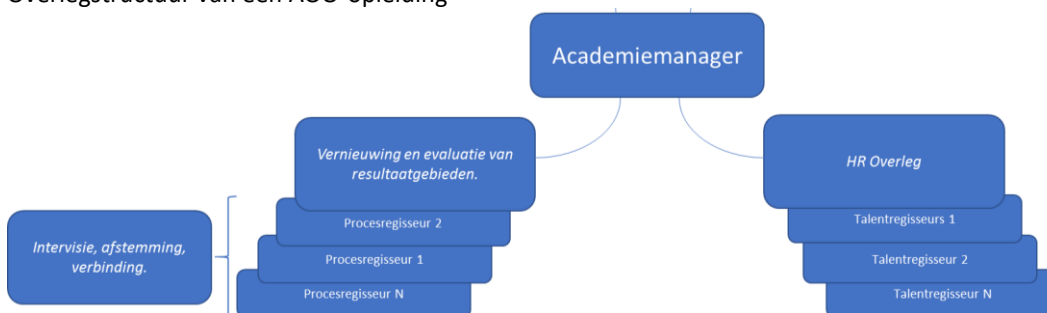 Overlegstructuur van een AOO-opleiding
Academiemanager
Vernieuwing en evaluatie van
resultaatgebieden.
HR Overleg
Procesregisseur 2
Talentregisseurs 1
Intervisie, afstemming,
verbinding.
Procesregisseur 1
Talentregisseur 2
Procesregisseur N
Talentregisseur N